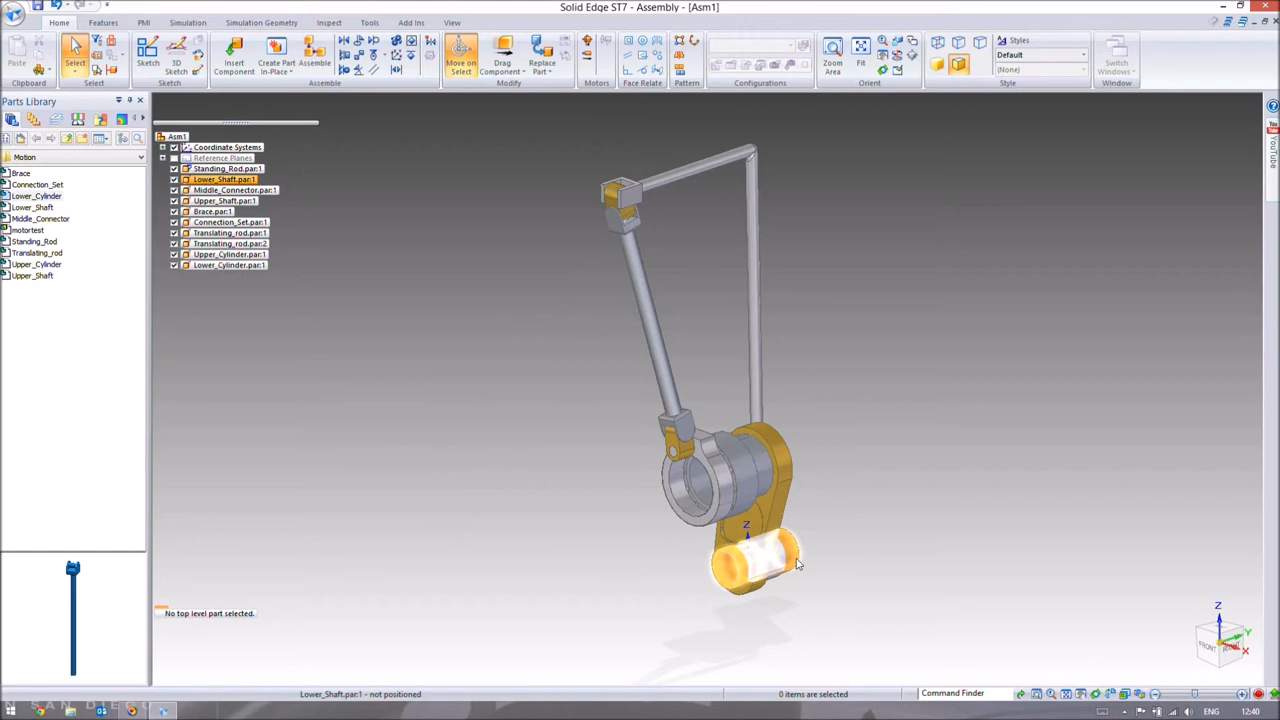 Solid Edge ST7 - Assembly - [Asm1]
Home Features PMI Simulation Simulation Geometry Inspect Tools Add Ins View
Paste Select Sketch 3D Sketch Insert Component Create Part In-Place Assemble Move on Select Drag Component Replace Part Zoom Area Fit Styles Default (None) Switch Windows
Clipboard Select Sketch Assemble Modify Motors Face Relate Pattern Configurations Orient Style Window
Parts Library
Motion
Brace
Connection_Set
Lower_Cylinder
Lower_Shaft
Middle_Connector
motortest
Standing_Rod
Translating_rod
Upper_Cylinder
Upper_Shaft
Asm1
Coordinate Systems
Reference Planes
Standing_Rod.par:1
Lower_Shaft.par:1
Middle_Connector.par:1
Upper_Shaft.par:1
Brace.par:1
Connection_Set.par:1
Translating_rod.par:1
Translating_rod.par:2
Upper_Cylinder.par:1
Lower_Cylinder.par:1
YouTube
Z
No top level part selected.
Z
Y
X
FRONT
RIGHT
Lower_Shaft.par:1 - not positioned
0 items are selected
Command Finder
N SAN DIEGO
ENG
12:40